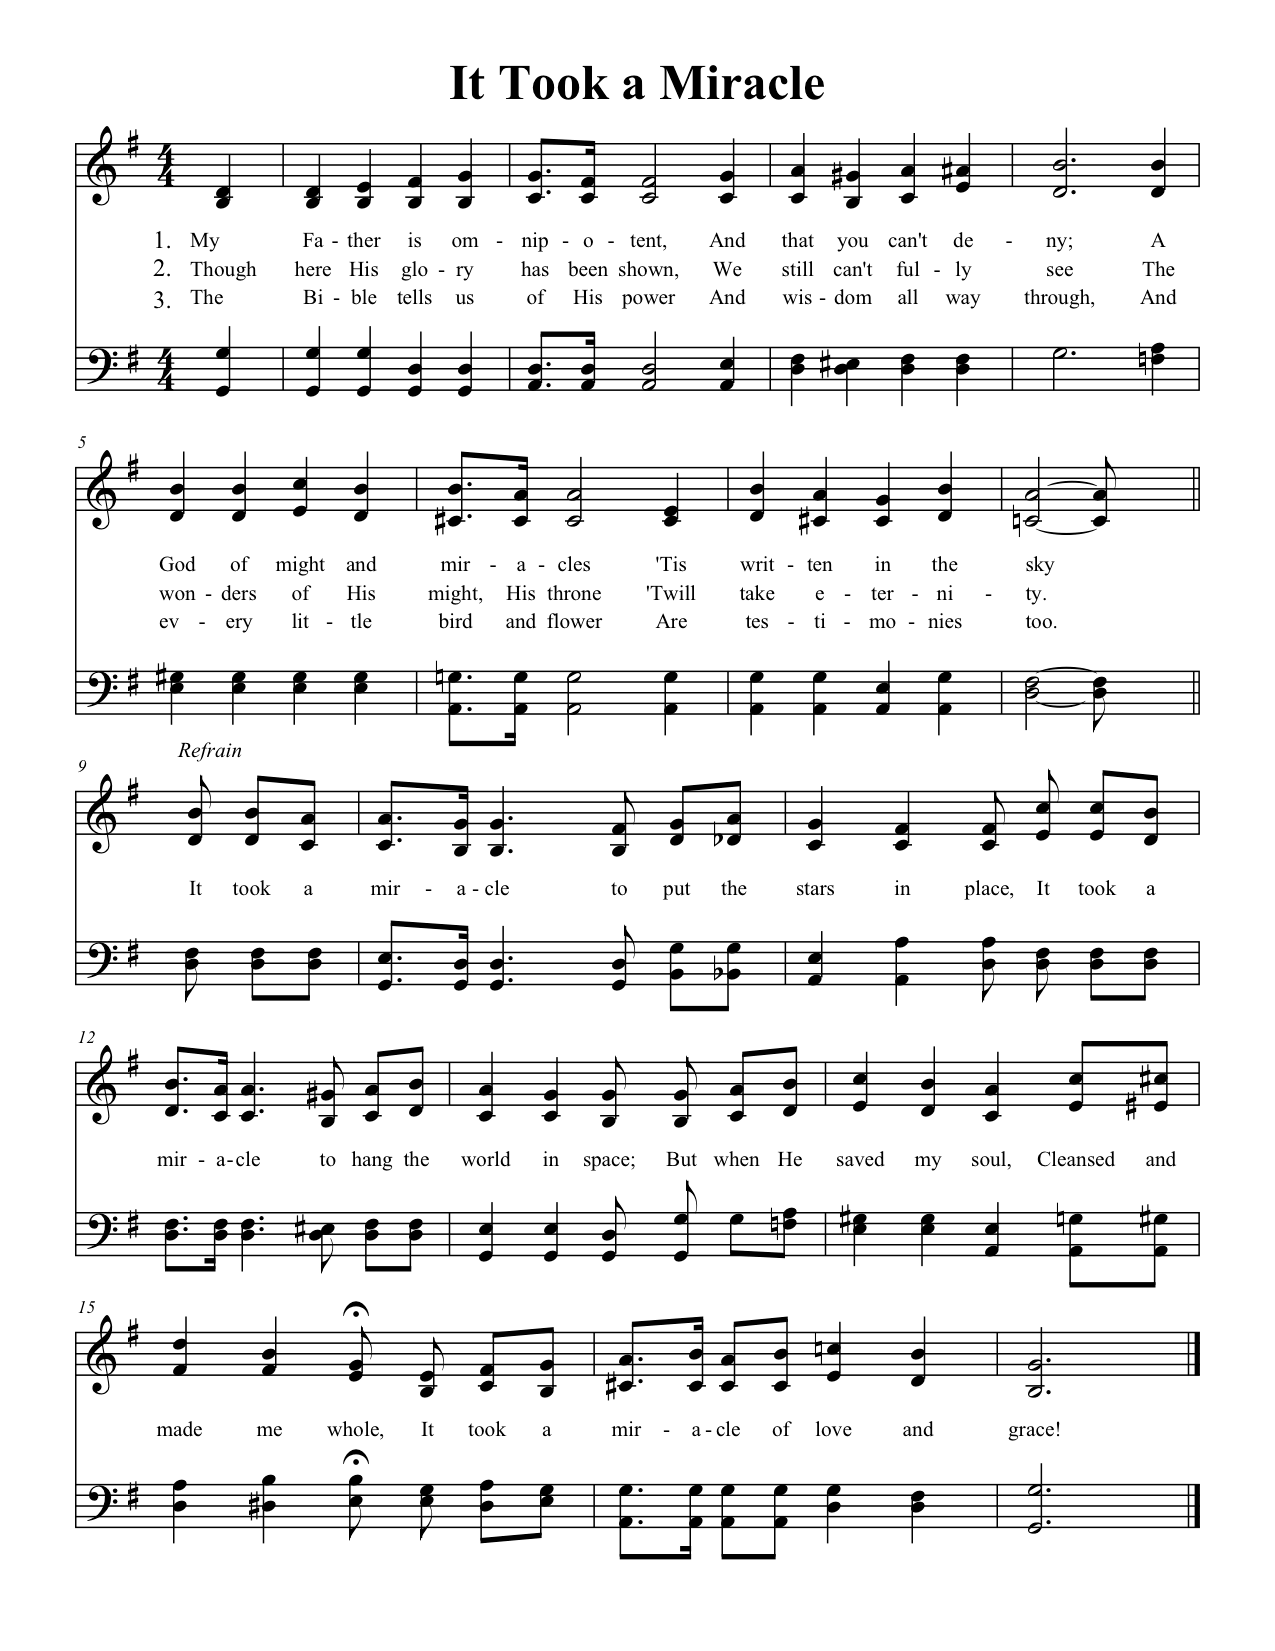 It Took a Miracle
1. My Fa - ther is om - nip - o - tent, And that you can't de - ny; A
2. Though here His glo - ry has been shown, We still can't ful - ly see The
3. The Bi - ble tells us of His power And wis - dom all way through, And
5
God of might and mir - a - cles 'Tis writ - ten in the sky
won - ders of His might, His throne 'Twill take e - ter - ni - ty.
ev - ery lit - tle bird and flower Are tes - ti - mo - nies too.
Refrain
9
It took a mir - a - cle to put the stars in place, It took a
12
mir - a-cle to hang the world in space; But when He saved my soul, Cleansed and
15
made me whole, It took a mir - a - cle of love and grace!